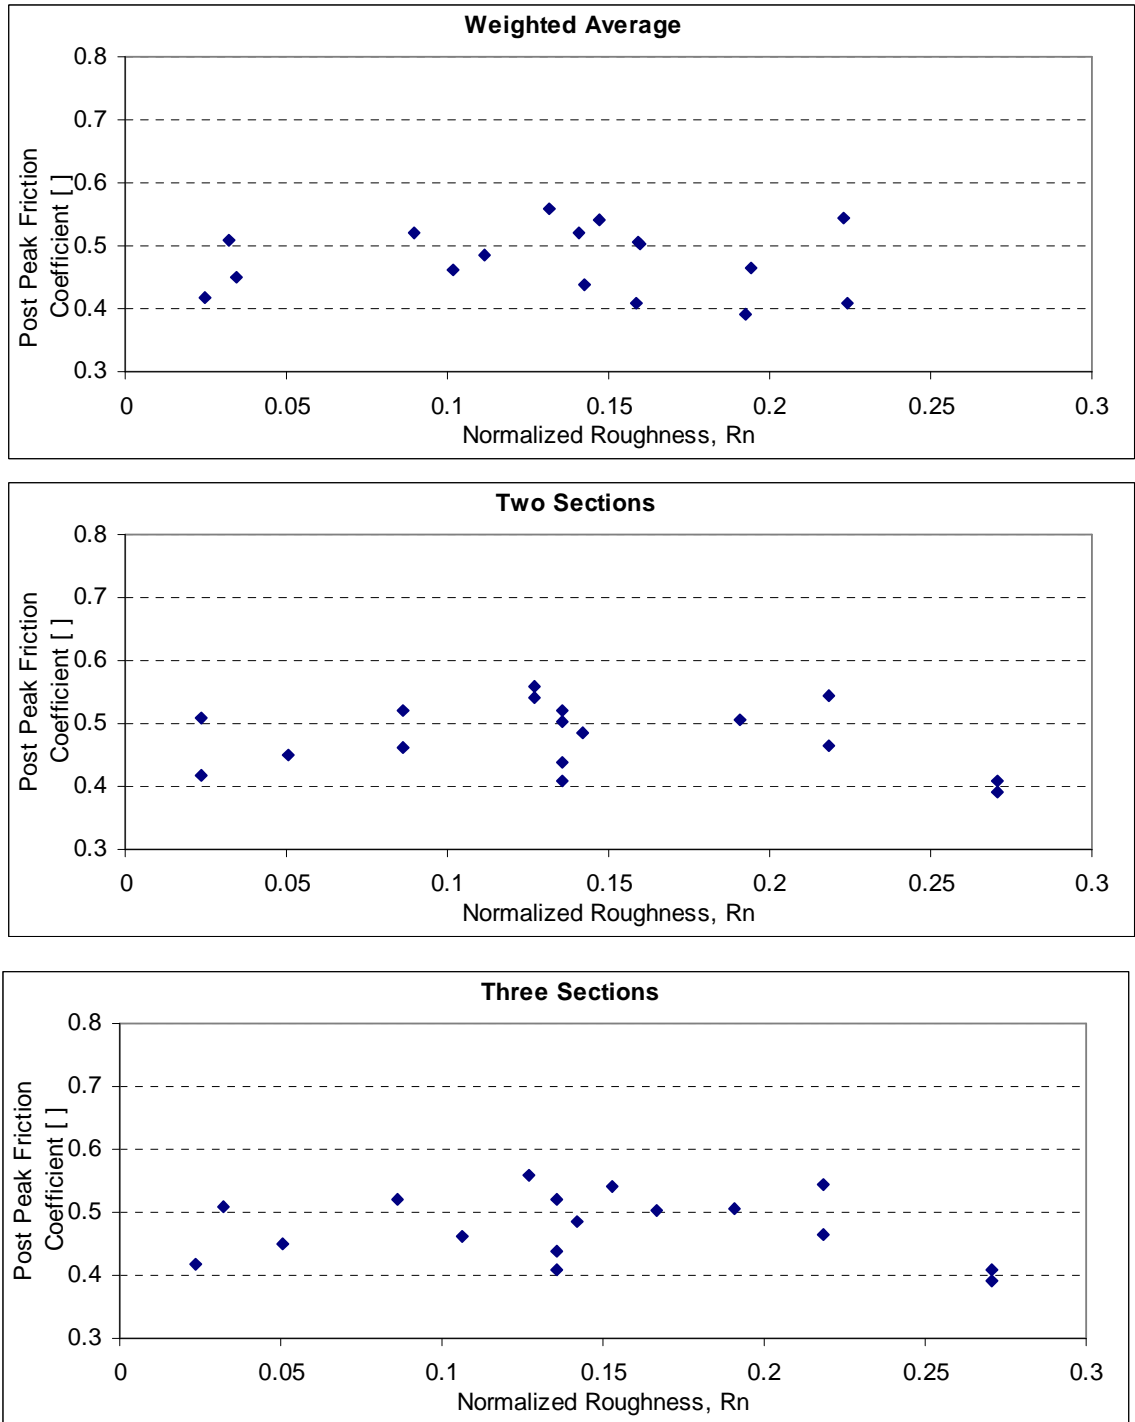 Weighted Average
0.8
0.7
0.6
0.5
0.4
0.3
Post Peak Friction
Coefficient [ ]
0 0.05 0.1 0.15 0.2 0.25 0.3
Normalized Roughness, Rn
Two Sections
0.8
0.7
0.6
0.5
0.4
0.3
Post Peak Friction
Coefficient [ ]
0 0.05 0.1 0.15 0.2 0.25 0.3
Normalized Roughness, Rn
Three Sections
0.8
0.7
0.6
0.5
0.4
0.3
Post Peak Friction
Coefficient [ ]
0 0.05 0.1 0.15 0.2 0.25 0.3
Normalized Roughness, Rn